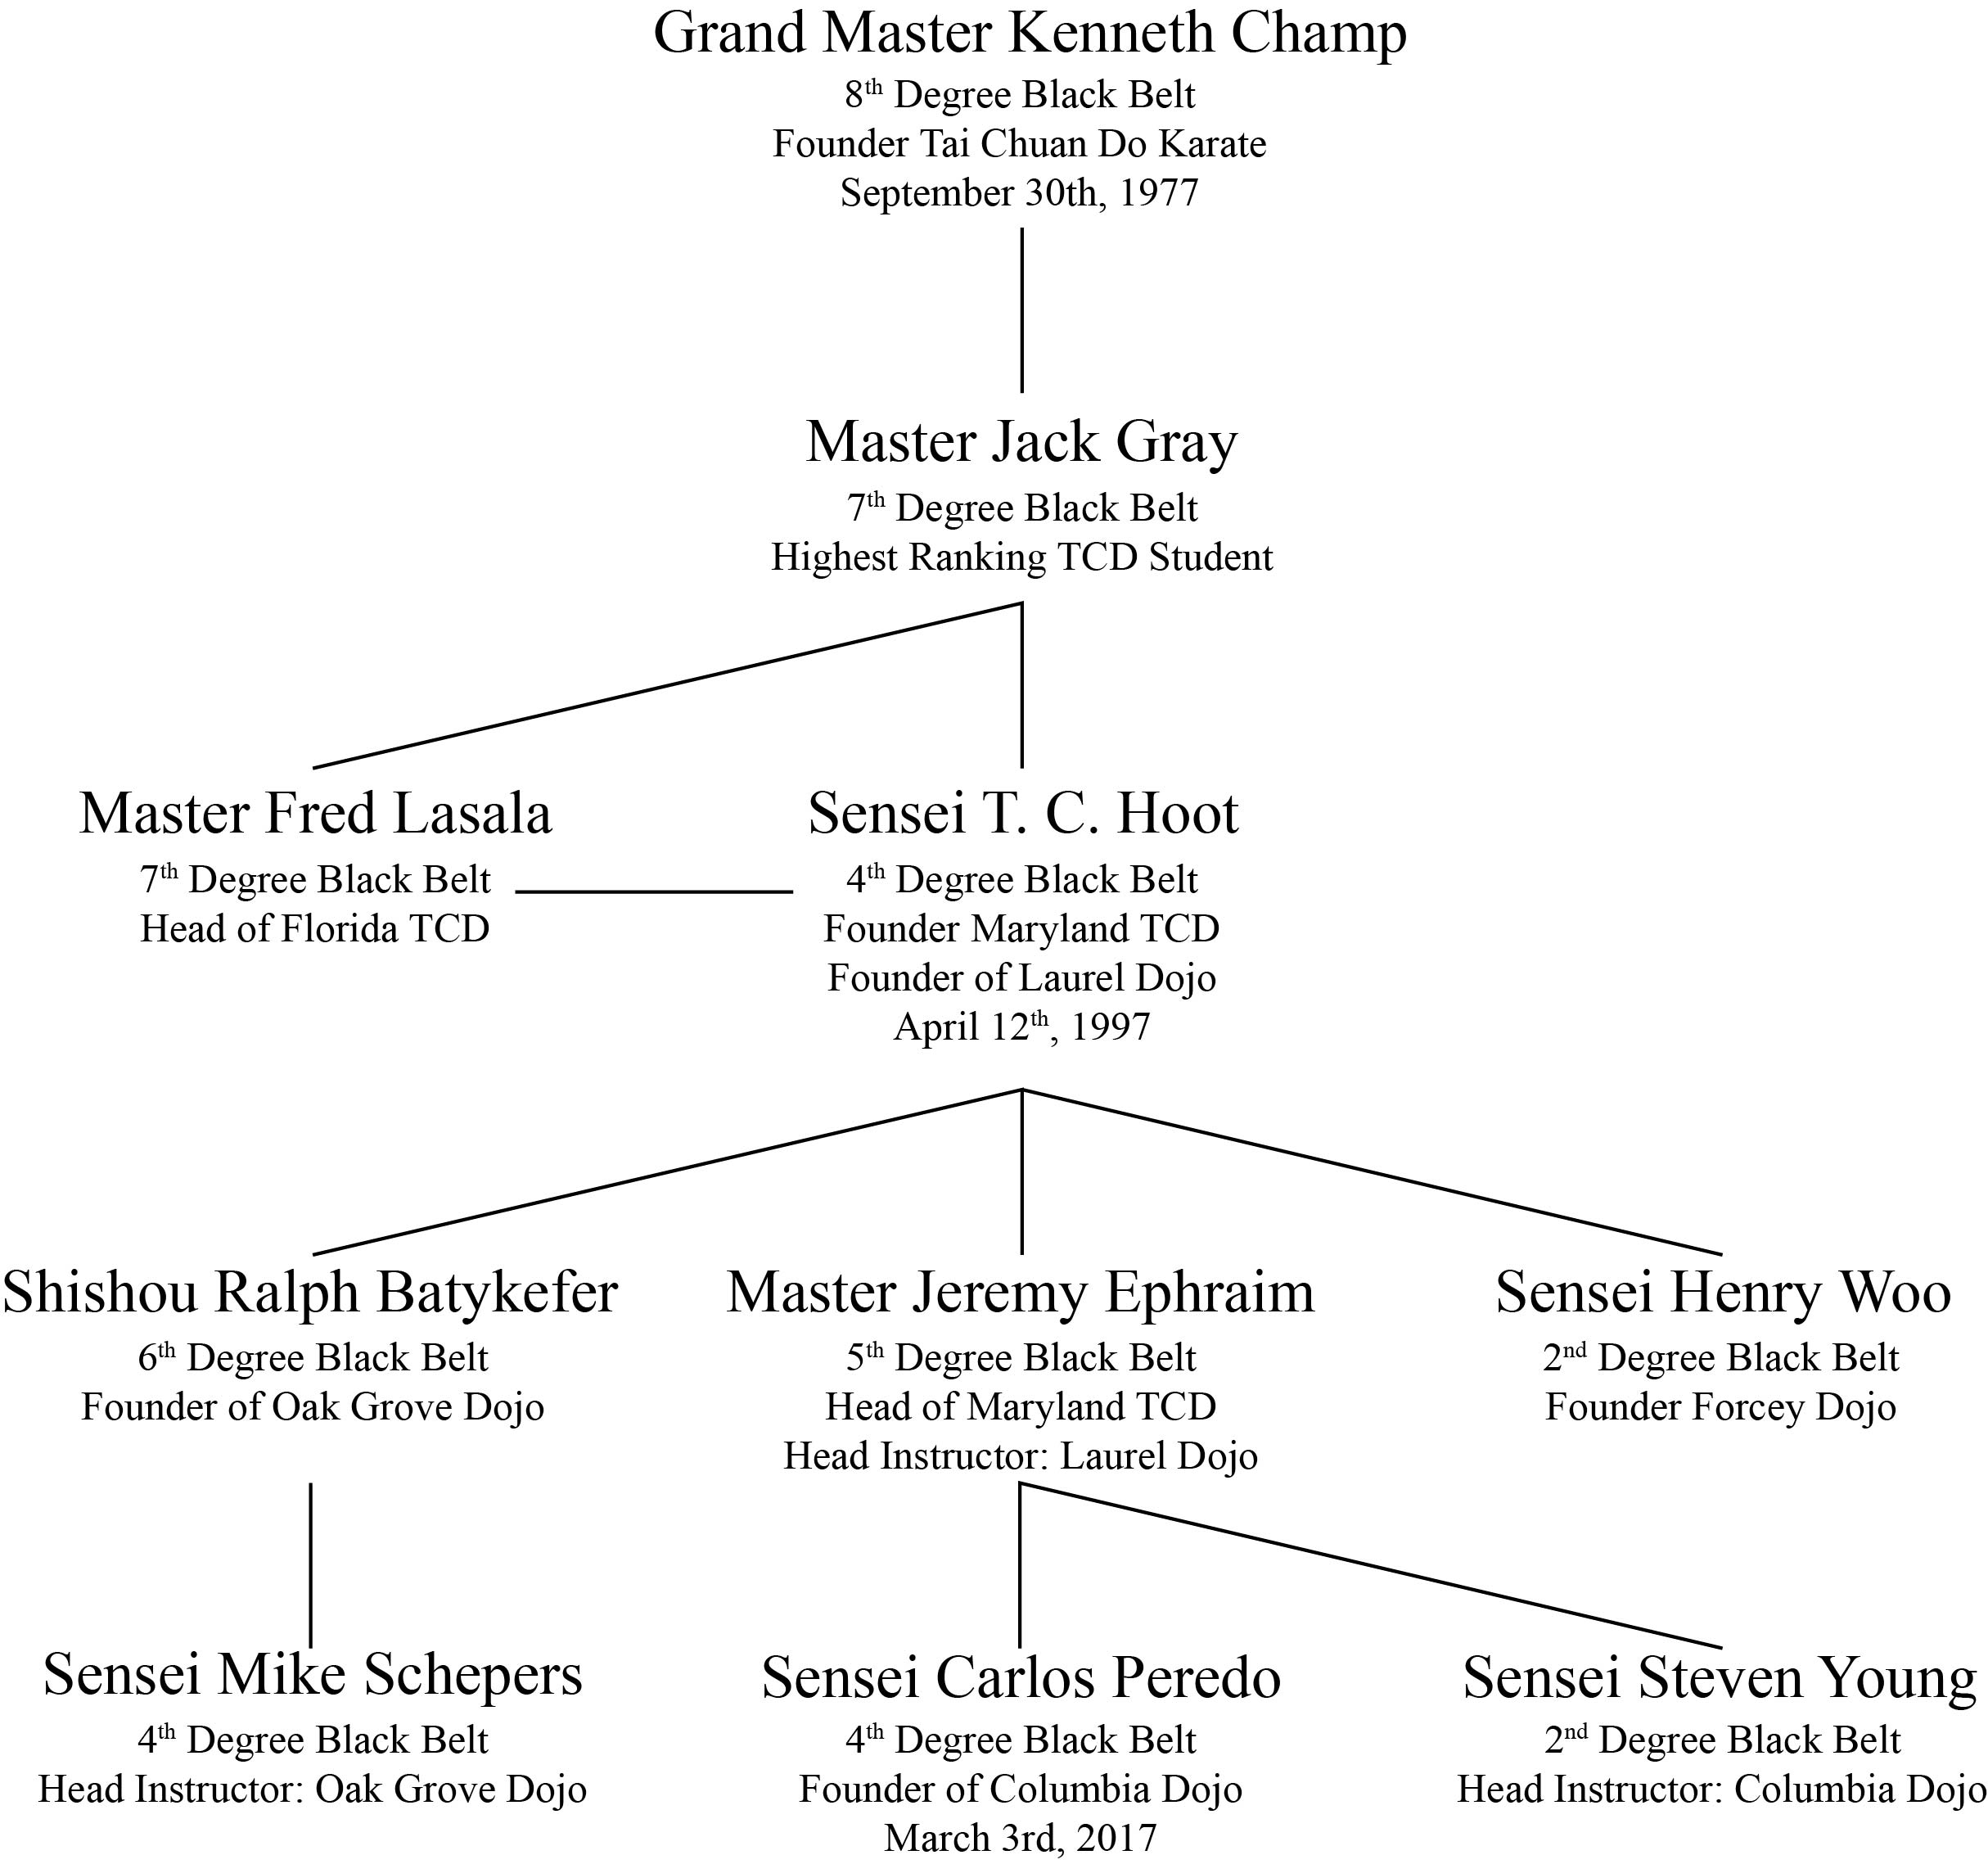 Grand Master Kenneth Champ
8th Degree Black Belt
Founder Tai Chuan Do Karate
September 30th, 1977
Master Jack Gray
7th Degree Black Belt
Highest Ranking TCD Student
Master Fred Lasala
7th Degree Black Belt
Head of Florida TCD
Sensei T. C. Hoot
4th Degree Black Belt
Founder Maryland TCD
Founder of Laurel Dojo
April 12th, 1997
Shishou Ralph Batykefer
6th Degree Black Belt
Founder of Oak Grove Dojo
Master Jeremy Ephraim
5th Degree Black Belt
Head of Maryland TCD
Head Instructor: Laurel Dojo
Sensei Henry Woo
2nd Degree Black Belt
Founder Forcey Dojo
Sensei Mike Schepers
4th Degree Black Belt
Head Instructor: Oak Grove Dojo
Sensei Carlos Peredo
4th Degree Black Belt
Founder of Columbia Dojo
March 3rd, 2017
Sensei Steven Young
2nd Degree Black Belt
Head Instructor: Columbia Dojo